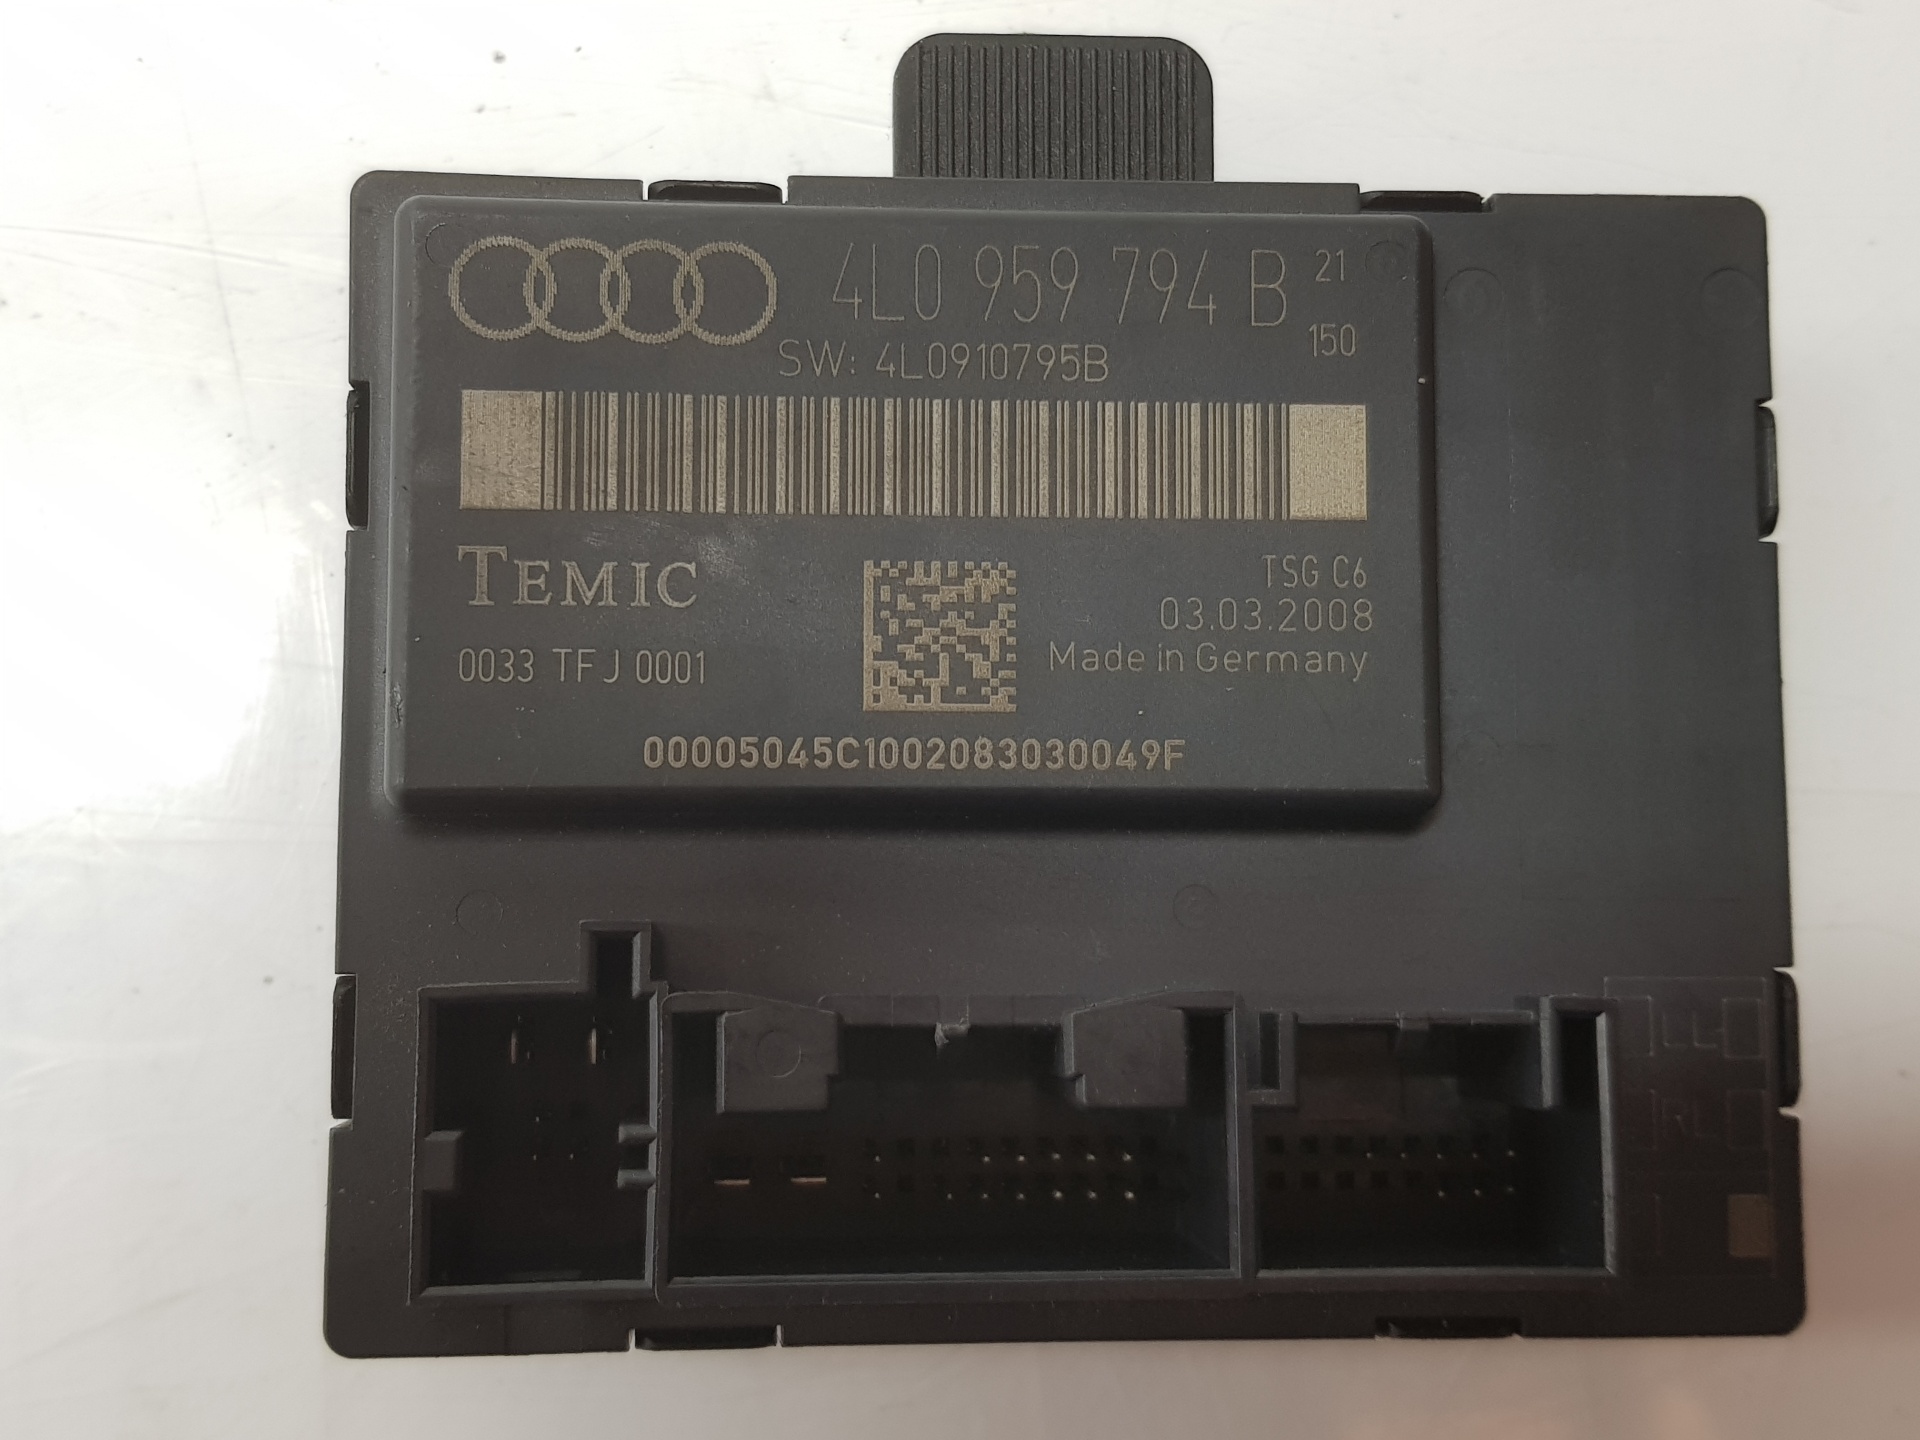 4L0 959 794 B 21
150
SW: 4L0910795B
TEMIC
TSG C6
03.03.2008
0033 TFJ 0001
Made in Germany
00005045C1002083030049F